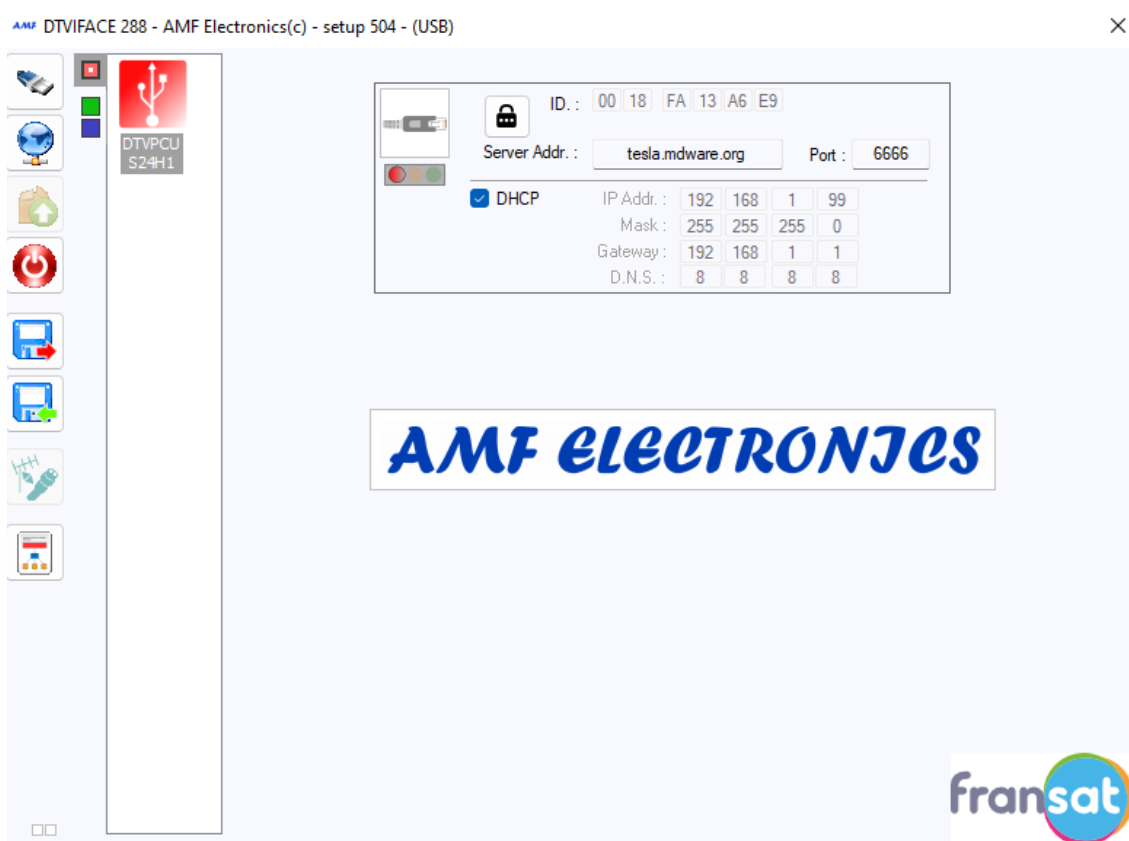 AMF DTVIFACE 288 - AMF Electronics(c) - setup 504 - (USB)
DTVPCU
S24H1
ID. : 00 18 FA 13 A6 E9
Server Addr. : tesla.mdware.org Port : 6666
DHCP IP Addr. : 192 168 1 99
Mask : 255 255 255 0
Gateway : 192 168 1 1
D.N.S. : 8 8 8 8
AMF ELECTRONICS
fransat